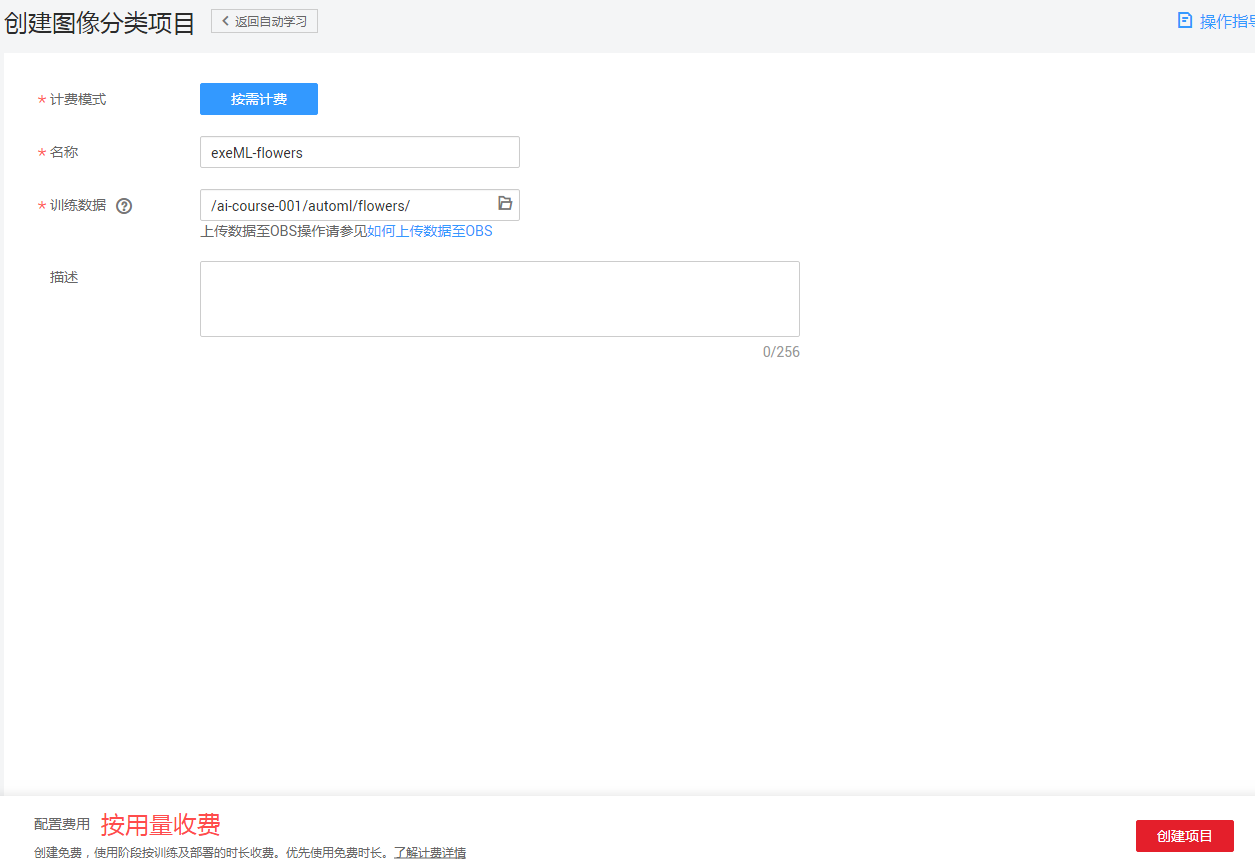 创建图像分类项目 返回自动学习 操作指导
* 计费模式 按需计费
* 名称 exeML-flowers
* 训练数据 ? /ai-course-001/automl/flowers/
上传数据至OBS操作请参见如何上传数据至OBS
描述
0/256
配置费用 按用量收费
创建免费，使用阶段按训练及部署的时长收费。优先使用免费时长。了解计费详情
创建项目